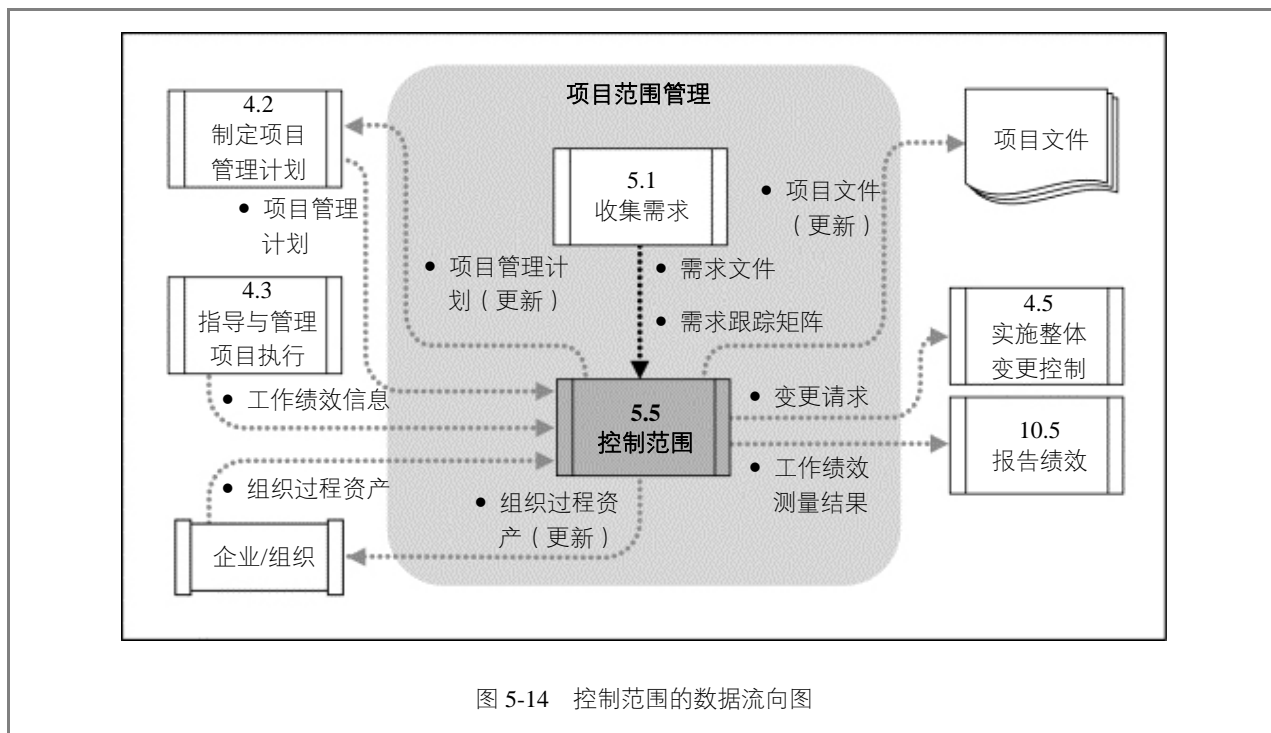 项目范围管理
4.2
制定项目
管理计划
● 项目管理
计划
4.3
指导与管理
项目执行
● 工作绩效信息
● 组织过程资产
企业/组织
● 项目管理计
划（更新）
5.1
收集需求
● 需求文件
● 需求跟踪矩阵
5.5
控制范围
● 组织过程资
产（更新）
● 项目文件
（更新）
● 变更请求
● 工作绩效
测量结果
项目文件
4.5
实施整体
变更控制
10.5
报告绩效
图 5-14 控制范围的数据流向图